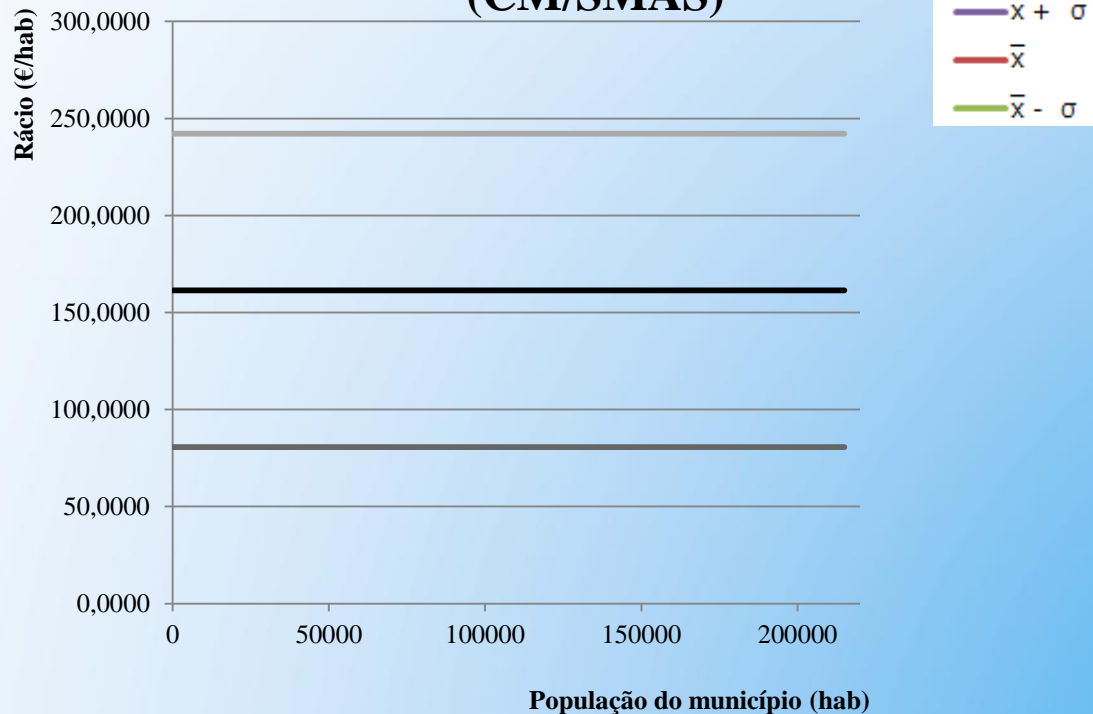 (CM/SMAS)
x + σ
x̄
x̄ - σ
Rácio (€/hab)
300,0000
250,0000
200,0000
150,0000
100,0000
50,0000
0,0000
0 50000 100000 150000 200000
População do município (hab)